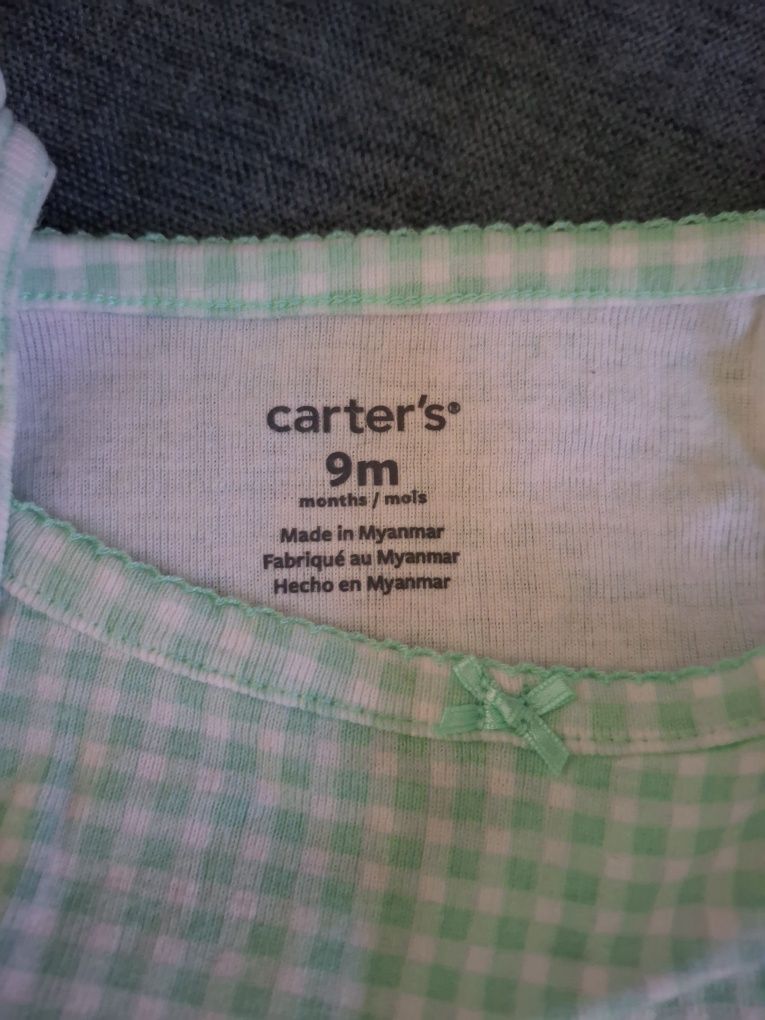 carter's®
9m
months / mois
Made in Myanmar
Fabriqué au Myanmar
Hecho en Myanmar